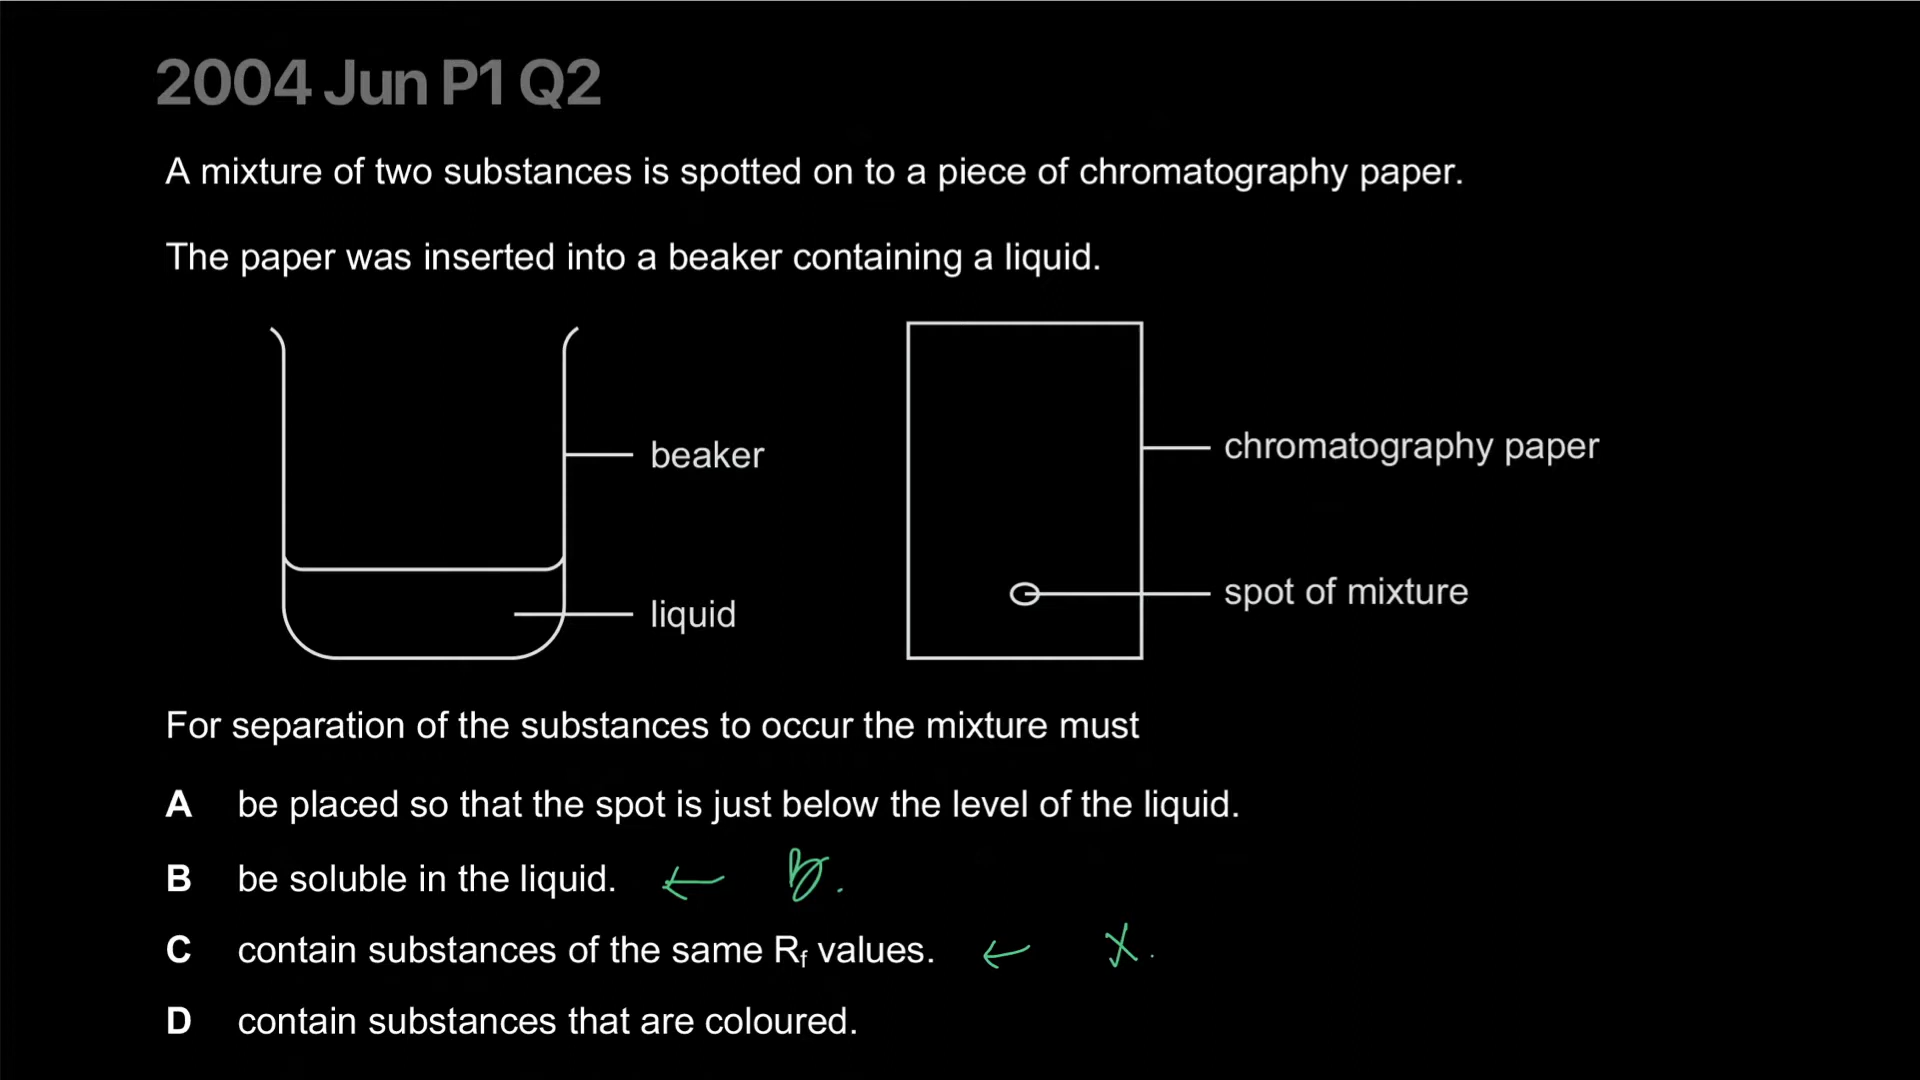 2004 Jun P1 Q2
A mixture of two substances is spotted on to a piece of chromatography paper.
The paper was inserted into a beaker containing a liquid.
beaker
liquid
chromatography paper
spot of mixture
For separation of the substances to occur the mixture must
A be placed so that the spot is just below the level of the liquid.
B be soluble in the liquid. ← B.
C contain substances of the same Rf values. ← X.
D contain substances that are coloured.